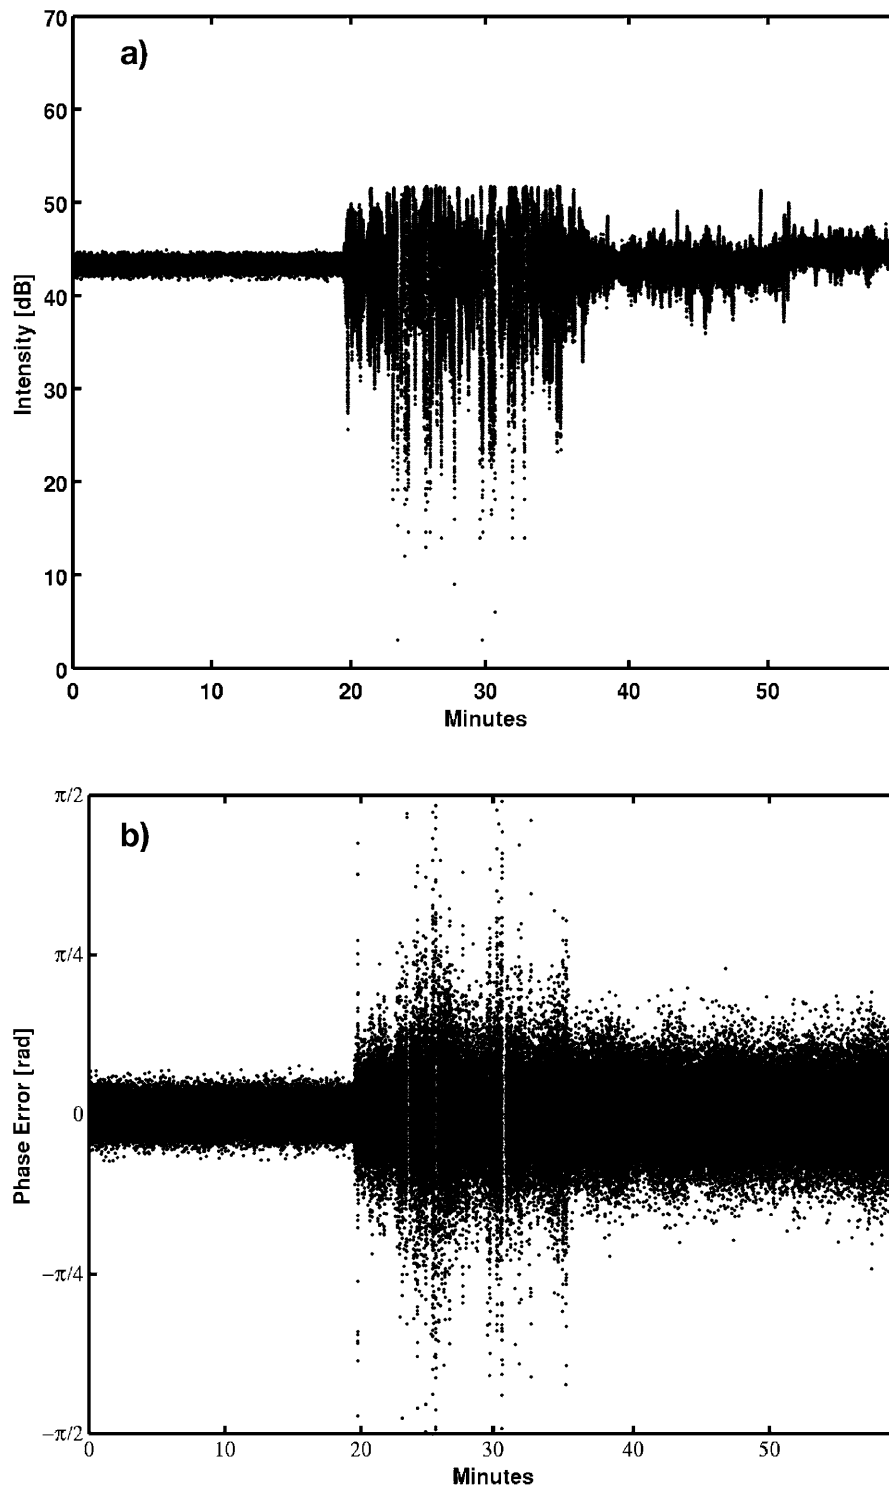 a)
70
60
50
40
30
20
10
0
Intensity [dB]
0 10 20 30 40 50
Minutes
b)
π/2
π/4
0
−π/4
−π/2
Phase Error [rad]
0 10 20 30 40 50
Minutes